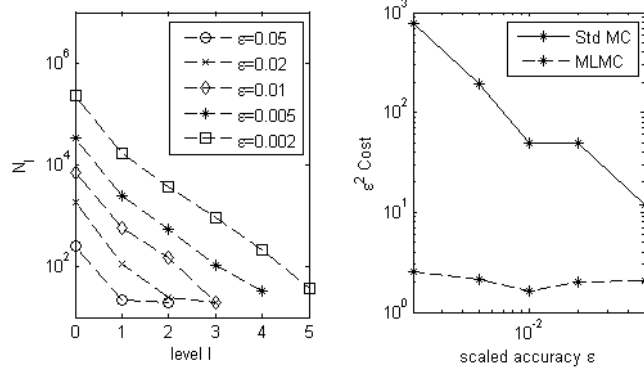 10^6
10^4
10^2
N_l
0 1 2 3 4 5
level l
ε=0.05
ε=0.02
ε=0.01
ε=0.005
ε=0.002
10^3
10^2
10^1
10^0
ε^2 Cost
10^-2
scaled accuracy ε
Std MC
MLMC